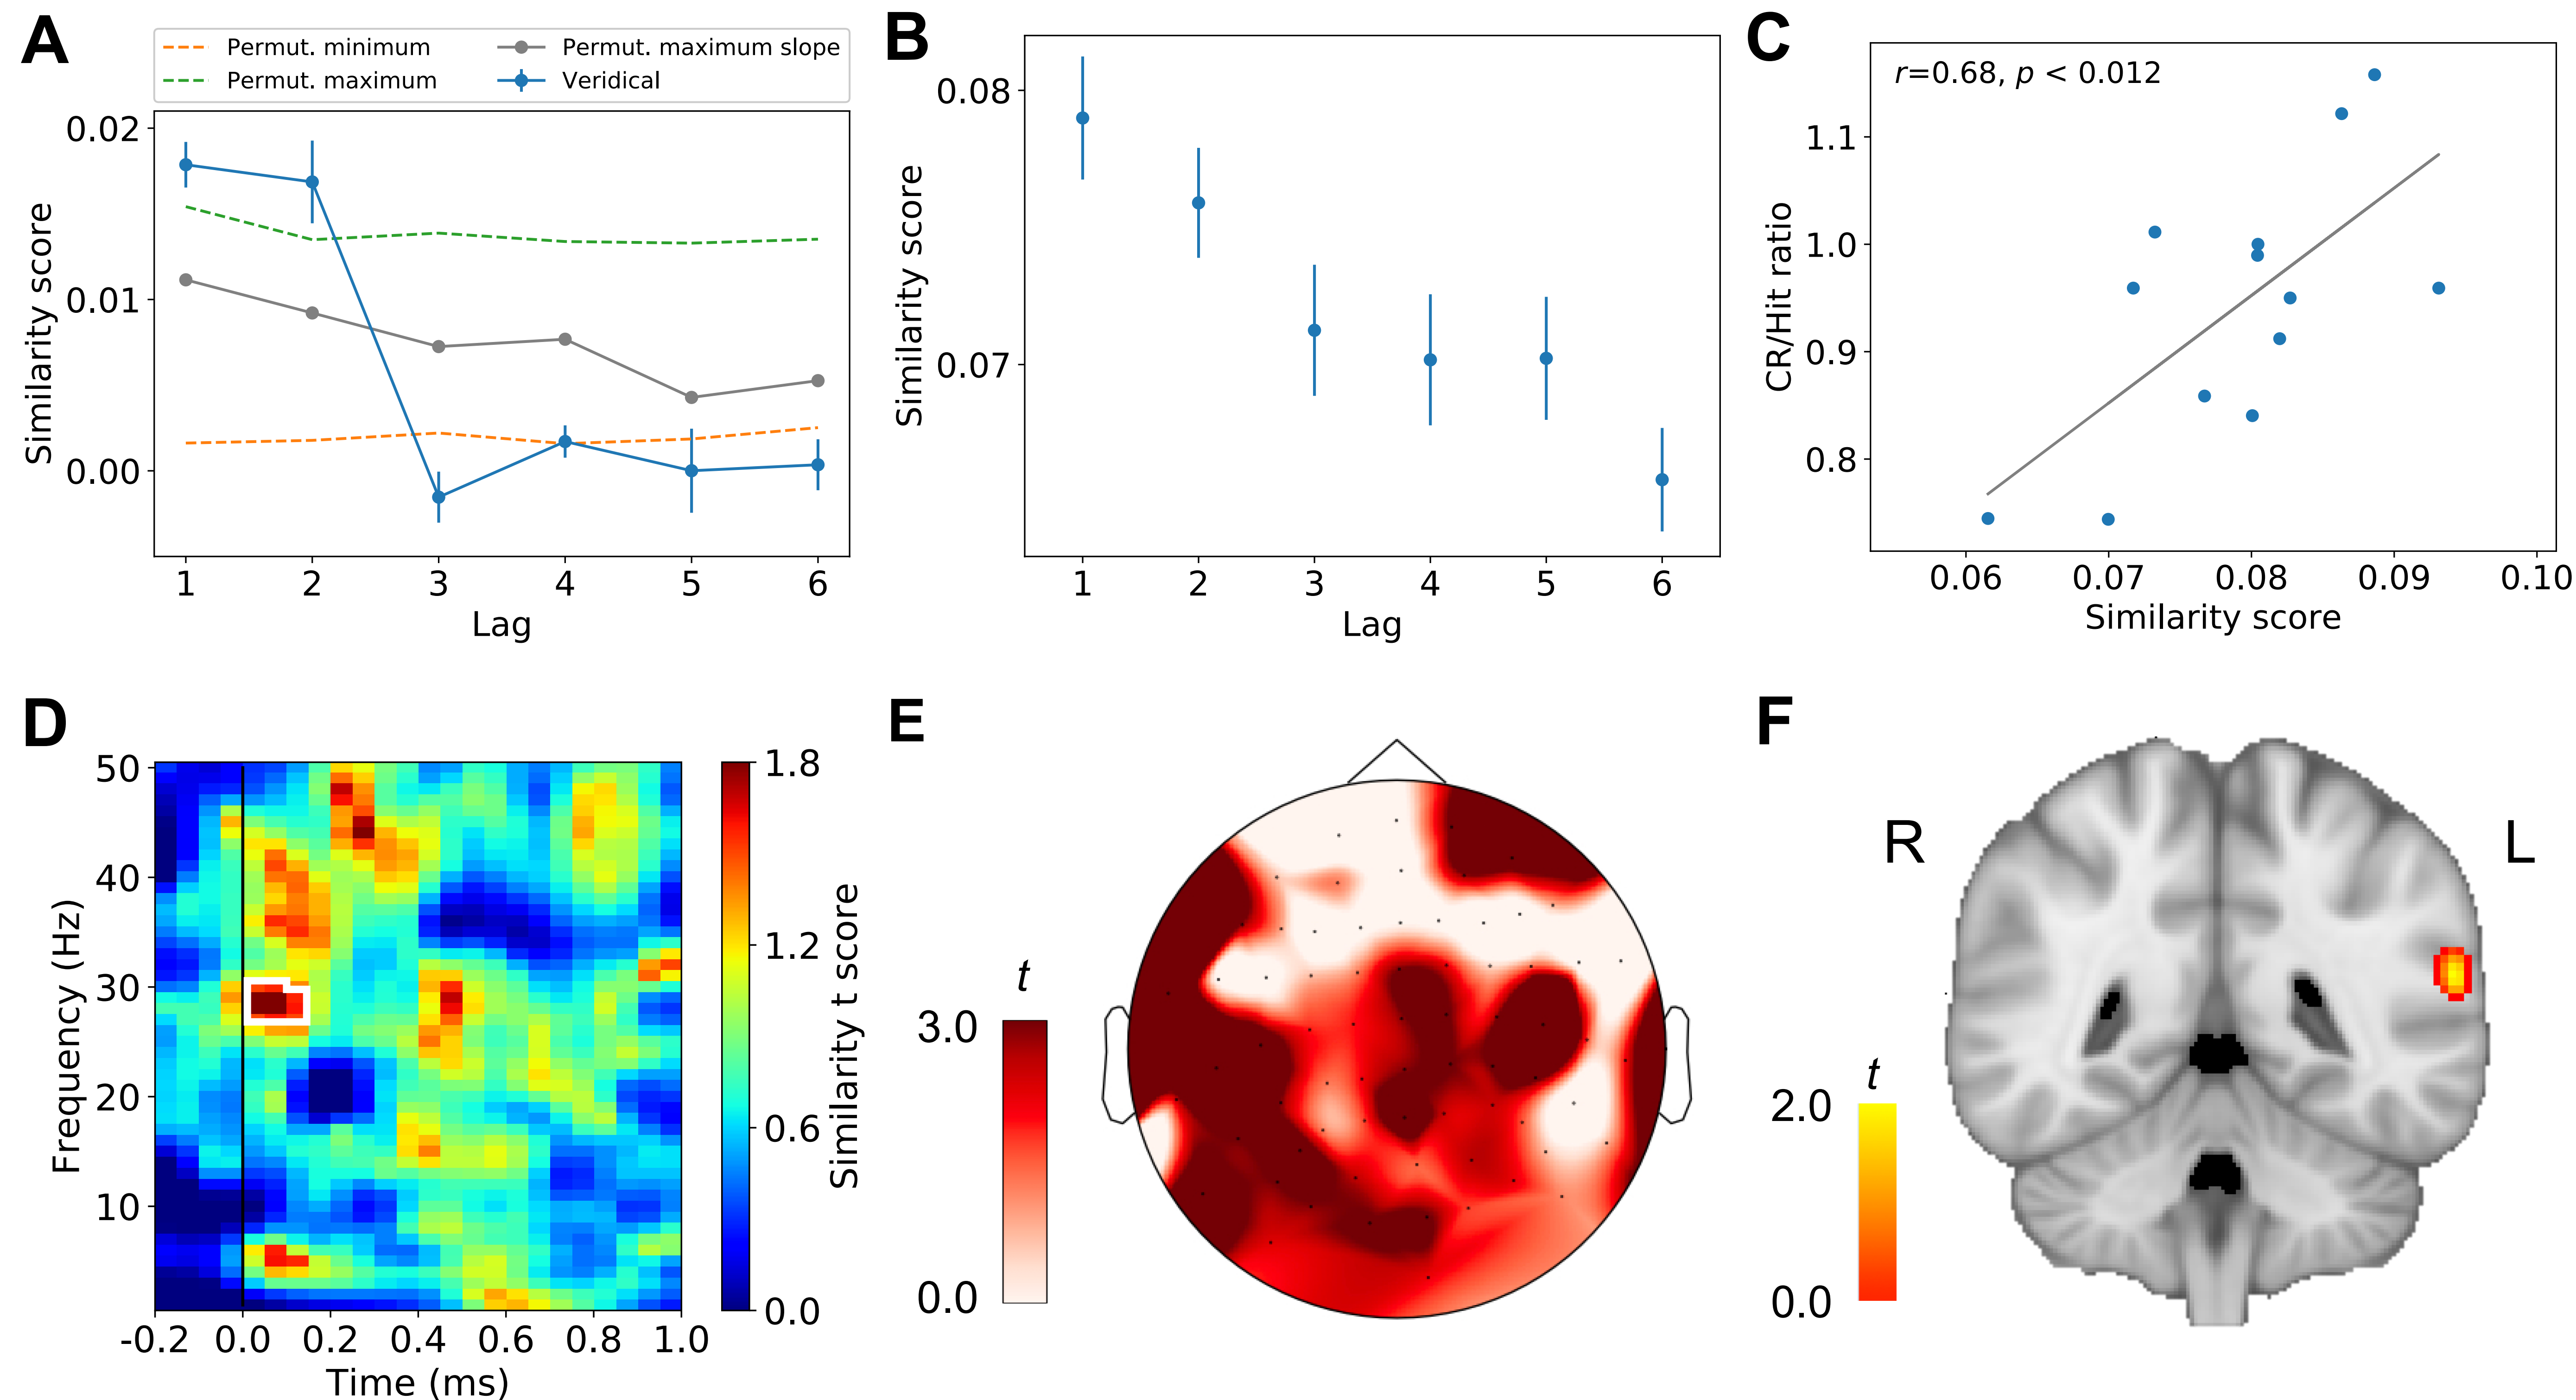 A
Permut. minimum
Permut. maximum
Permut. maximum slope
Veridical
Similarity score
0.02
0.01
0.00
1 2 3 4 5 6
Lag
B
Similarity score
0.08
0.07
1 2 3 4 5 6
Lag
C
r=0.68, p < 0.012
CR/Hit ratio
1.1
1.0
0.9
0.8
0.06 0.07 0.08 0.09 0.10
Similarity score
D
Frequency (Hz)
50
40
30
20
10
-0.2 0.0 0.2 0.4 0.6 0.8 1.0
Time (ms)
1.8
1.2
0.6
0.0
Similarity t score
E
t
3.0
0.0
F
R
L
t
2.0
0.0